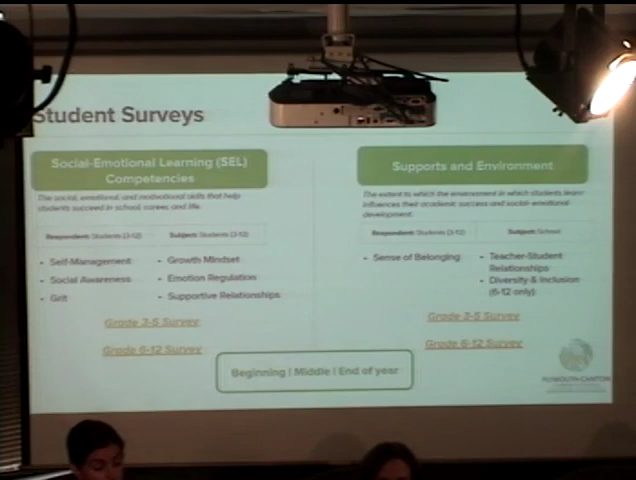 Student Surveys
Social-Emotional Learning (SEL)
Competencies
The social, emotional, and motivational skills that help
students succeed in school, career, and life.
Respondent: Students (3-12)
Subject: Students (3-12)
• Self-Management
• Social Awareness
• Grit
• Growth Mindset
• Emotion Regulation
• Supportive Relationships
Grade 3-5 Survey
Grade 6-12 Survey
Supports and Environment
The extent to which the environment in which students learn
influences their academic success and social-emotional
development.
Respondent: Students (3-12)
Subject: School
• Sense of Belonging
• Teacher-Student
Relationships
• Diversity & Inclusion
(6-12 only)
Grade 3-5 Survey
Grade 6-12 Survey
Beginning | Middle | End of year
PLYMOUTH-CANTON